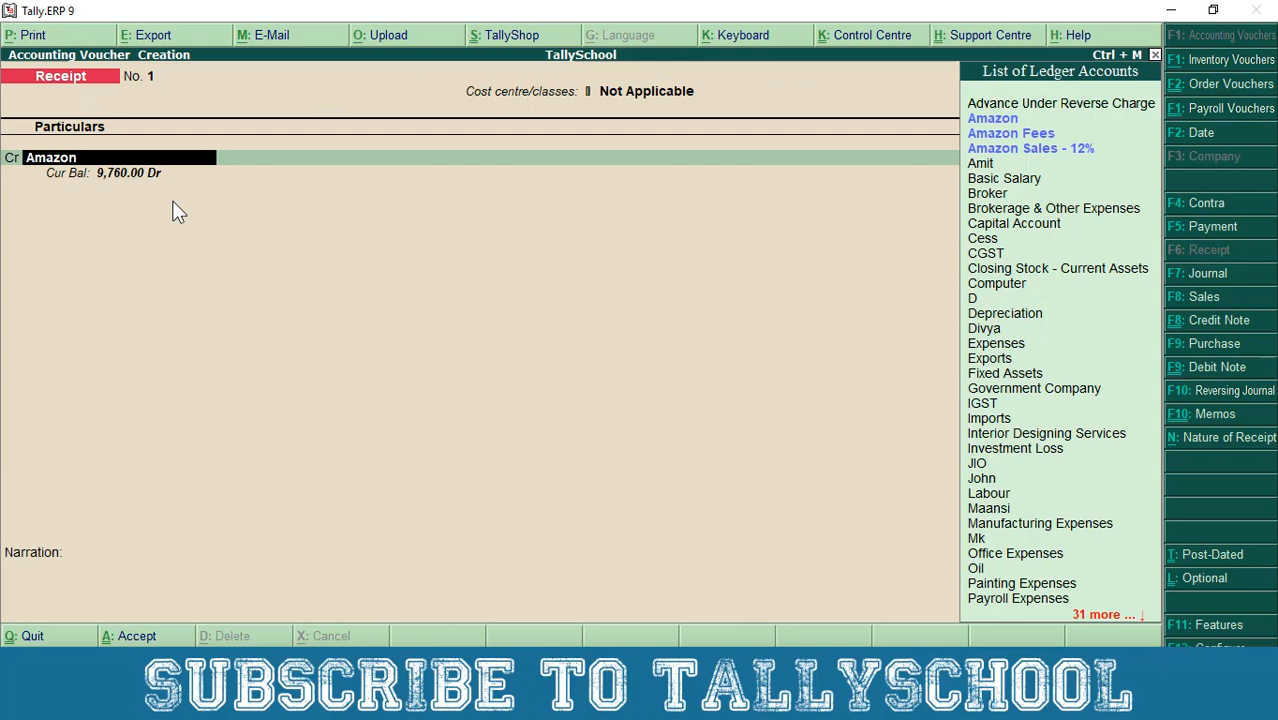 Tally.ERP 9
P: Print E: Export M: E-Mail O: Upload S: TallyShop G: Language K: Keyboard K: Control Centre H: Support Centre H: Help
Accounting Voucher Creation TallySchool Ctrl + M
Receipt No. 1
Cost centre/classes: Not Applicable
Particulars
Cr Amazon
Cur Bal: 9,760.00 Dr
Narration:
List of Ledger Accounts
Advance Under Reverse Charge
Amazon
Amazon Fees
Amazon Sales - 12%
Amit
Basic Salary
Broker
Brokerage & Other Expenses
Capital Account
Cess
CGST
Closing Stock - Current Assets
Computer
D
Depreciation
Divya
Expenses
Exports
Fixed Assets
Government Company
IGST
Imports
Interior Designing Services
Investment Loss
JIO
John
Labour
Maansi
Manufacturing Expenses
Mk
Office Expenses
Oil
Painting Expenses
Payroll Expenses
31 more ... ↓
F1: Accounting Vouchers
F1: Inventory Vouchers
F2: Order Vouchers
F1: Payroll Vouchers
F2: Date
F3: Company
F4: Contra
F5: Payment
F6: Receipt
F7: Journal
F8: Sales
F8: Credit Note
F9: Purchase
F9: Debit Note
F10: Reversing Journal
F10: Memos
N: Nature of Receipt
T: Post-Dated
L: Optional
F11: Features
F12: Configure
Q: Quit A: Accept D: Delete X: Cancel
SUBSCRIBE TO TALLYSCHOOL